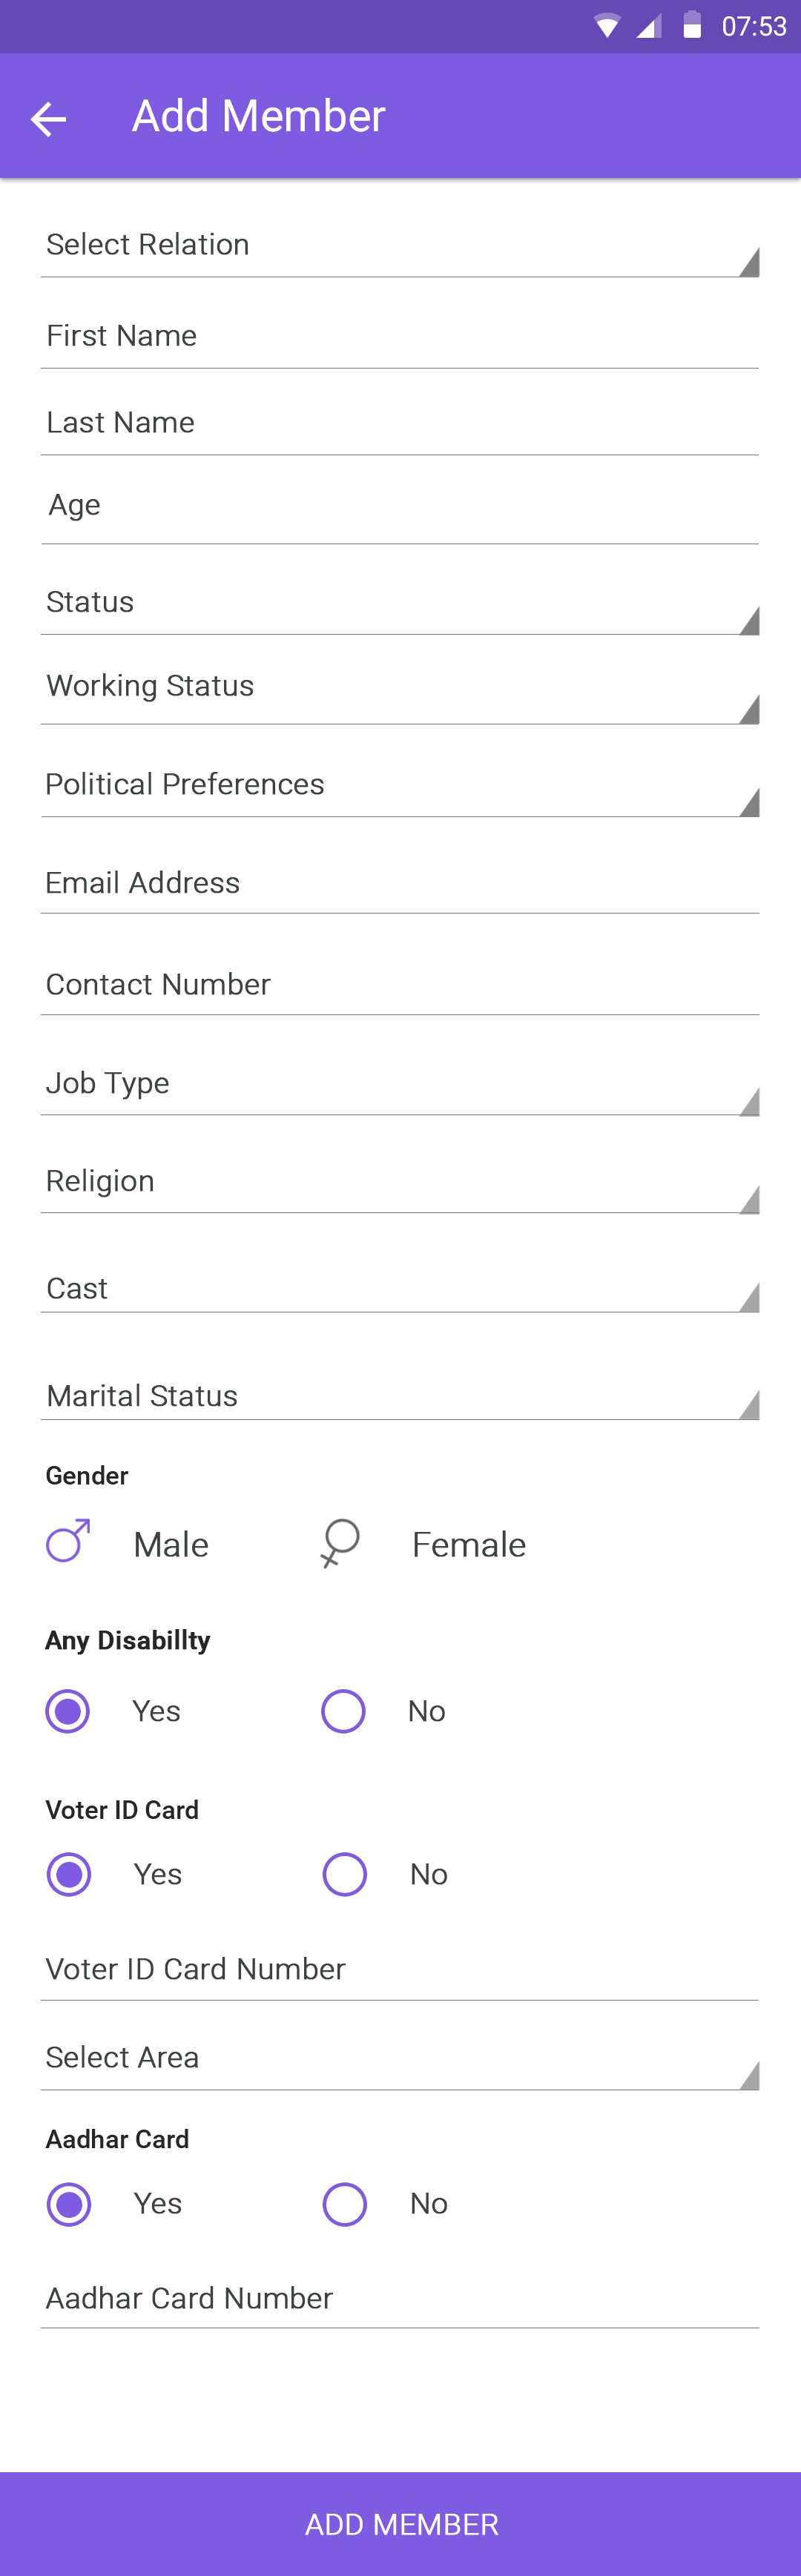 07:53
Add Member
Select Relation
First Name
Last Name
Age
Status
Working Status
Political Preferences
Email Address
Contact Number
Job Type
Religion
Cast
Marital Status
Gender
Male Female
Any Disabillty
Yes No
Voter ID Card
Yes No
Voter ID Card Number
Select Area
Aadhar Card
Yes No
Aadhar Card Number
ADD MEMBER